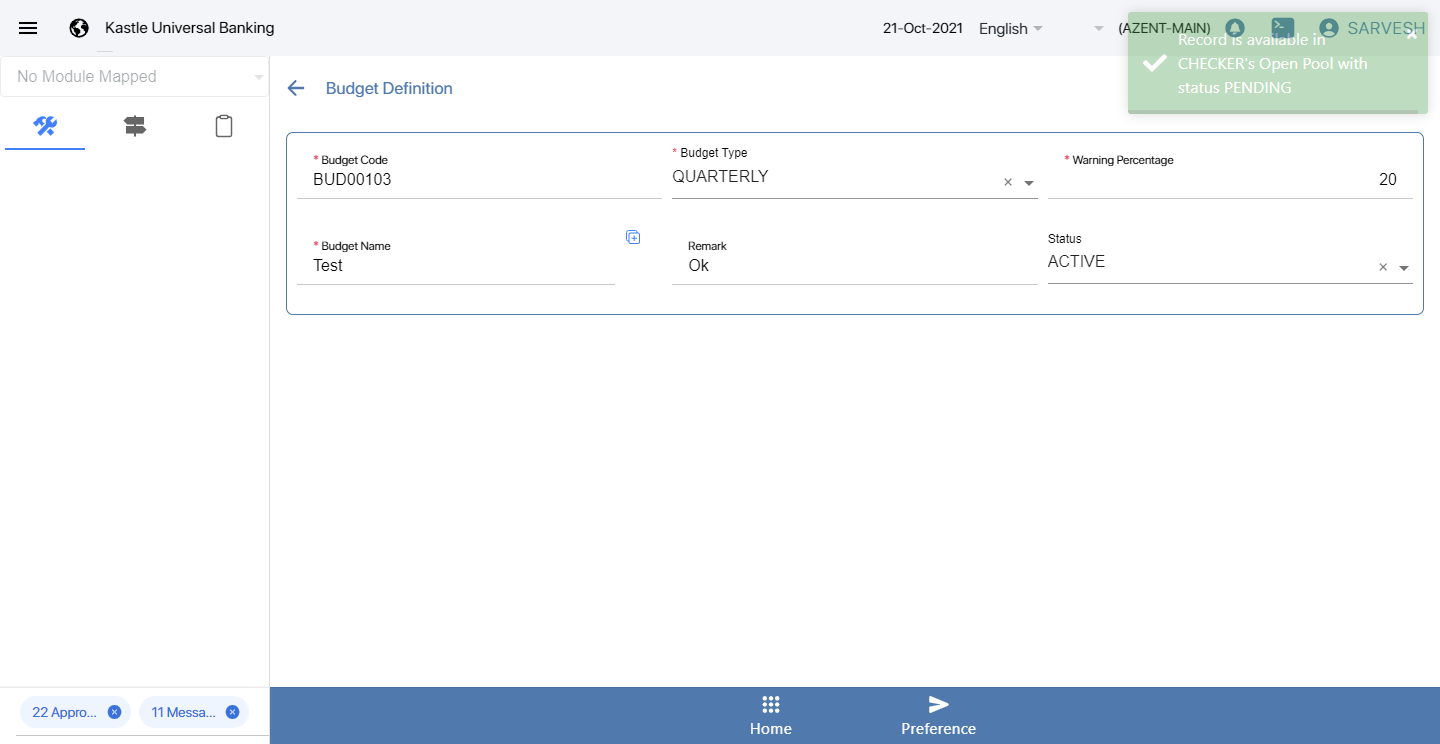 Kastle Universal Banking
21-Oct-2021
English
(AZENT-MAIN)
SARVESH
Record is available in
CHECKER's Open Pool with
status PENDING
No Module Mapped
Budget Definition
* Budget Code
BUD00103
* Budget Type
QUARTERLY
* Warning Percentage
20
* Budget Name
Test
Remark
Ok
Status
ACTIVE
22 Appro...
11 Messa...
Home
Preference